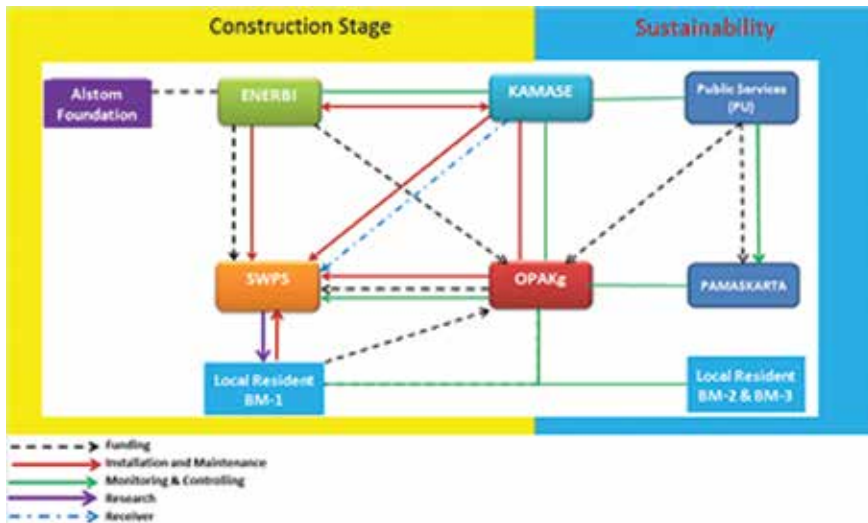 Construction Stage
Sustainability
Alstom
Foundation
ENERBI
KAMASE
Public Services
(PU)
SWPS
OPAKg
PAMASKARTA
Local Resident
BM-1
Local Resident
BM-2 & BM-3
Funding
Installation and Maintenance
Monitoring & Controlling
Research
Receiver